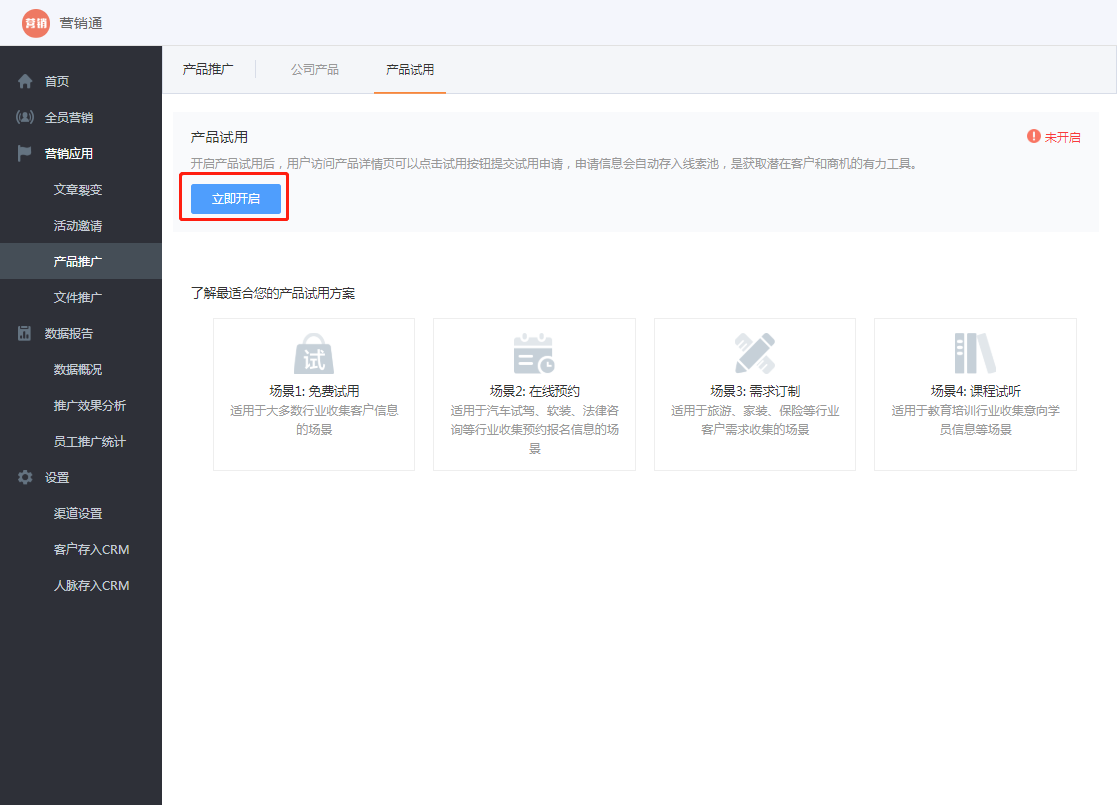 营销 营销通
首页
全员营销
营销应用
文章裂变
活动邀请
产品推广
文件推广
数据报告
数据概况
推广效果分析
员工推广统计
设置
渠道设置
客户存入CRM
人脉存入CRM
产品推广 公司产品 产品试用
产品试用
未开启
开启产品试用后，用户访问产品详情页可以点击试用按钮提交试用申请，申请信息会自动存入线索池，是获取潜在客户和商机的有力工具。
立即开启
了解最适合您的产品试用方案
试
场景1: 免费试用
适用于大多数行业收集客户信息
的场景
场景2: 在线预约
适用于汽车试驾、软装、法律咨
询等行业收集预约报名信息的场
景
场景3: 需求订制
适用于旅游、家装、保险等行业
客户需求收集的场景
场景4: 课程试听
适用于教育培训行业收集意向学
员信息等场景